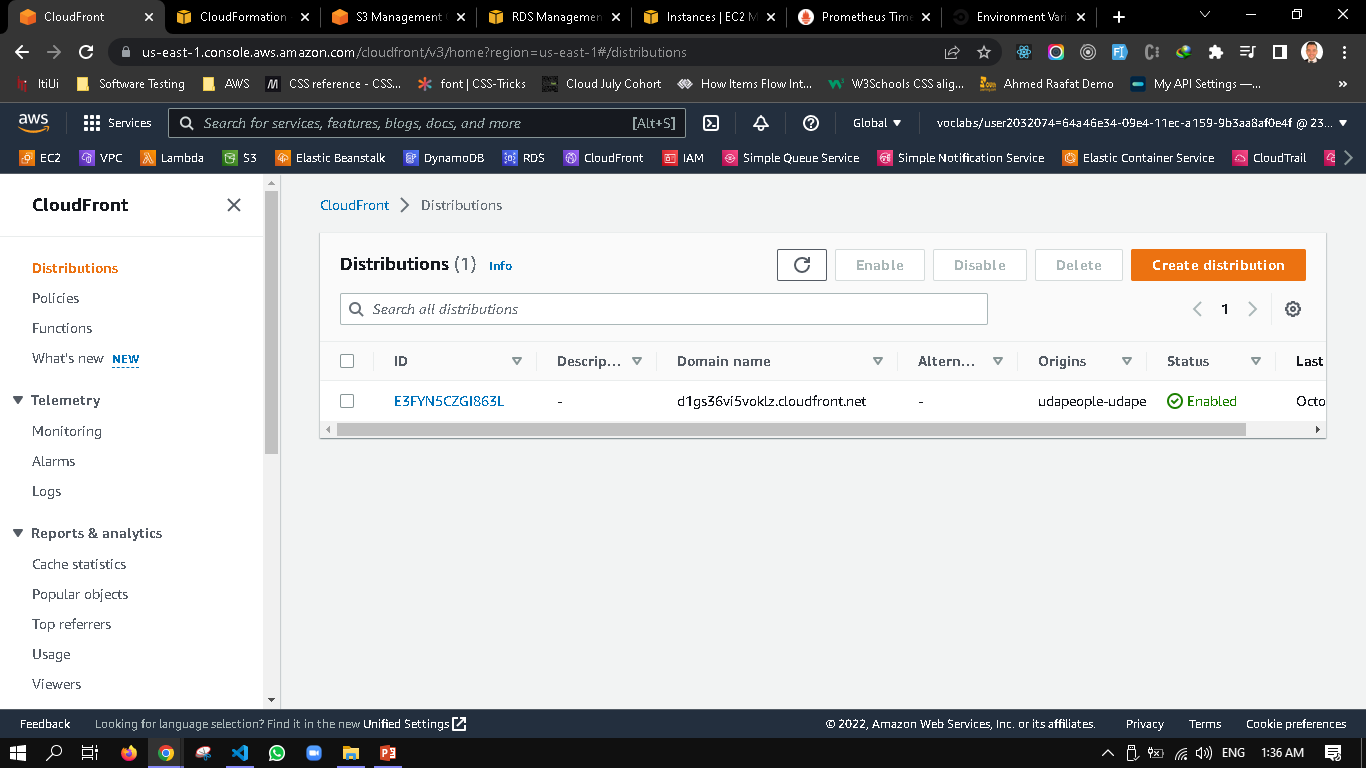 CloudFront
CloudFormation
S3 Management
RDS Managemen
Instances | EC2 M
Prometheus Time
Environment Vari
us-east-1.console.aws.amazon.com/cloudfront/v3/home?region=us-east-1#/distributions
ItiUi
Software Testing
AWS
CSS reference - CSS...
font | CSS-Tricks
Cloud July Cohort
How Items Flow Int...
W3Schools CSS alig...
Ahmed Raafat Demo
My API Settings —...
aws
Services
Search for services, features, blogs, docs, and more
[Alt+S]
Global
voclabs/user2032074=64a46e34-09e4-11ec-a159-9b3aa8af0e4f @ 23...
EC2
VPC
Lambda
S3
Elastic Beanstalk
DynamoDB
RDS
CloudFront
IAM
Simple Queue Service
Simple Notification Service
Elastic Container Service
CloudTrail
CloudFront
Distributions
Policies
Functions
What's new NEW
Telemetry
Monitoring
Alarms
Logs
Reports & analytics
Cache statistics
Popular objects
Top referrers
Usage
Viewers
CloudFront > Distributions
Distributions (1) Info
Enable
Disable
Delete
Create distribution
Search all distributions
1
ID Descrip... Domain name Altern... Origins Status Last
E3FYN5CZGI863L - d1gs36vi5voklz.cloudfront.net - udapeople-udape Enabled Octo
Feedback
Looking for language selection? Find it in the new Unified Settings
© 2022, Amazon Web Services, Inc. or its affiliates.
Privacy
Terms
Cookie preferences
ENG
1:36 AM